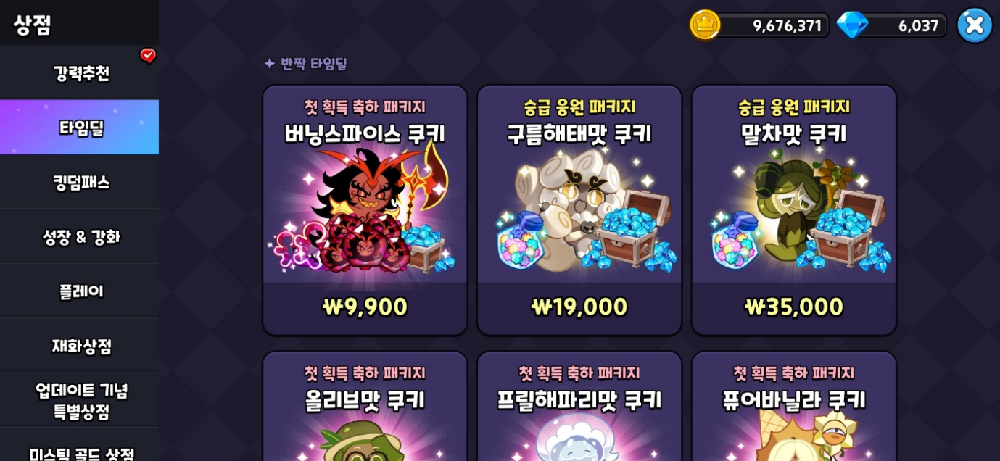 상점
9,676,371
6,037
강력추천
타임딜
킹덤패스
성장 & 강화
플레이
재화상점
업데이트 기념
특별상점
미스틱 골드 상점
반짝 타임딜
첫 획득 축하 패키지
버닝스파이스 쿠키
₩9,900
승급 응원 패키지
구름해태맛 쿠키
₩19,000
승급 응원 패키지
말차맛 쿠키
₩35,000
첫 획득 축하 패키지
올리브맛 쿠키
첫 획득 축하 패키지
프릴해파리맛 쿠키
첫 획득 축하 패키지
퓨어바닐라 쿠키